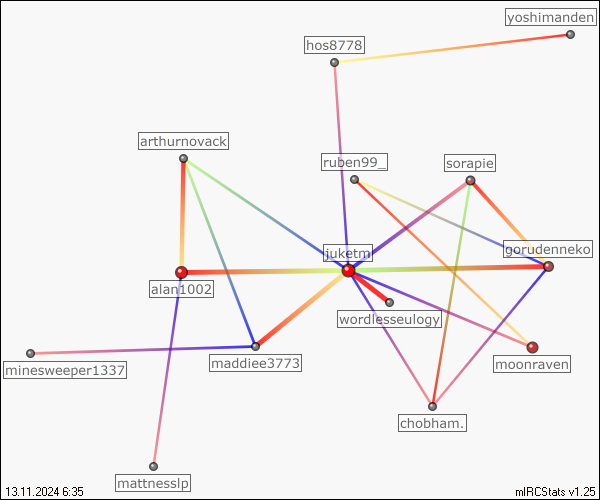 yoshimanden
hos8778
arthurnovack
ruben99_
sorapie
juketm
gorudenneko
alan1002
wordlesseulogy
minesweeper1337
maddiee3773
moonraven
chobham.
mattnesslp
13.11.2024 6:35
mIRCStats v1.25